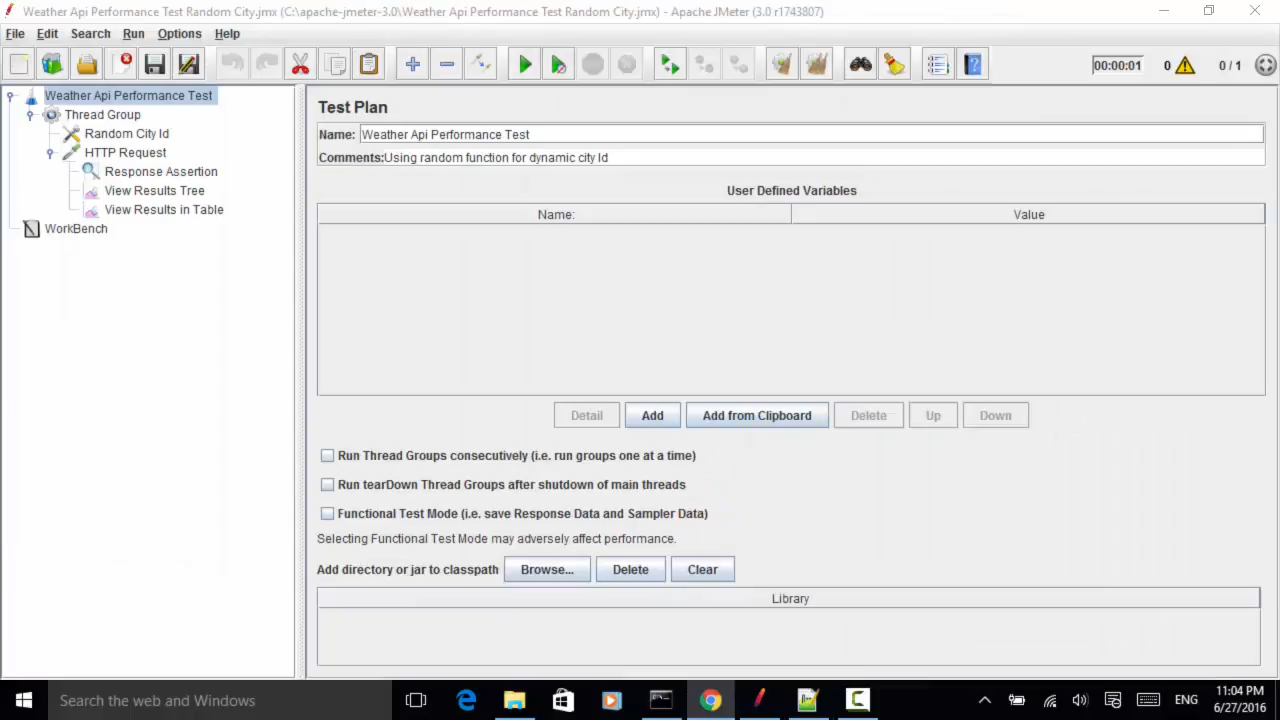 Weather Api Performance Test Random City.jmx (C:\apache-jmeter-3.0\Weather Api Performance Test Random City.jmx) - Apache JMeter (3.0 r1743807)
File Edit Search Run Options Help
00:00:01 0 0 / 1
Weather Api Performance Test
Thread Group
Random City Id
HTTP Request
Response Assertion
View Results Tree
View Results in Table
WorkBench
Test Plan
Name: Weather Api Performance Test
Comments: Using random function for dynamic city Id
User Defined Variables
Name: Value
Detail Add Add from Clipboard Delete Up Down
Run Thread Groups consecutively (i.e. run groups one at a time)
Run tearDown Thread Groups after shutdown of main threads
Functional Test Mode (i.e. save Response Data and Sampler Data)
Selecting Functional Test Mode may adversely affect performance.
Add directory or jar to classpath Browse... Delete Clear
Library
Search the web and Windows
ENG
11:04 PM
6/27/2016